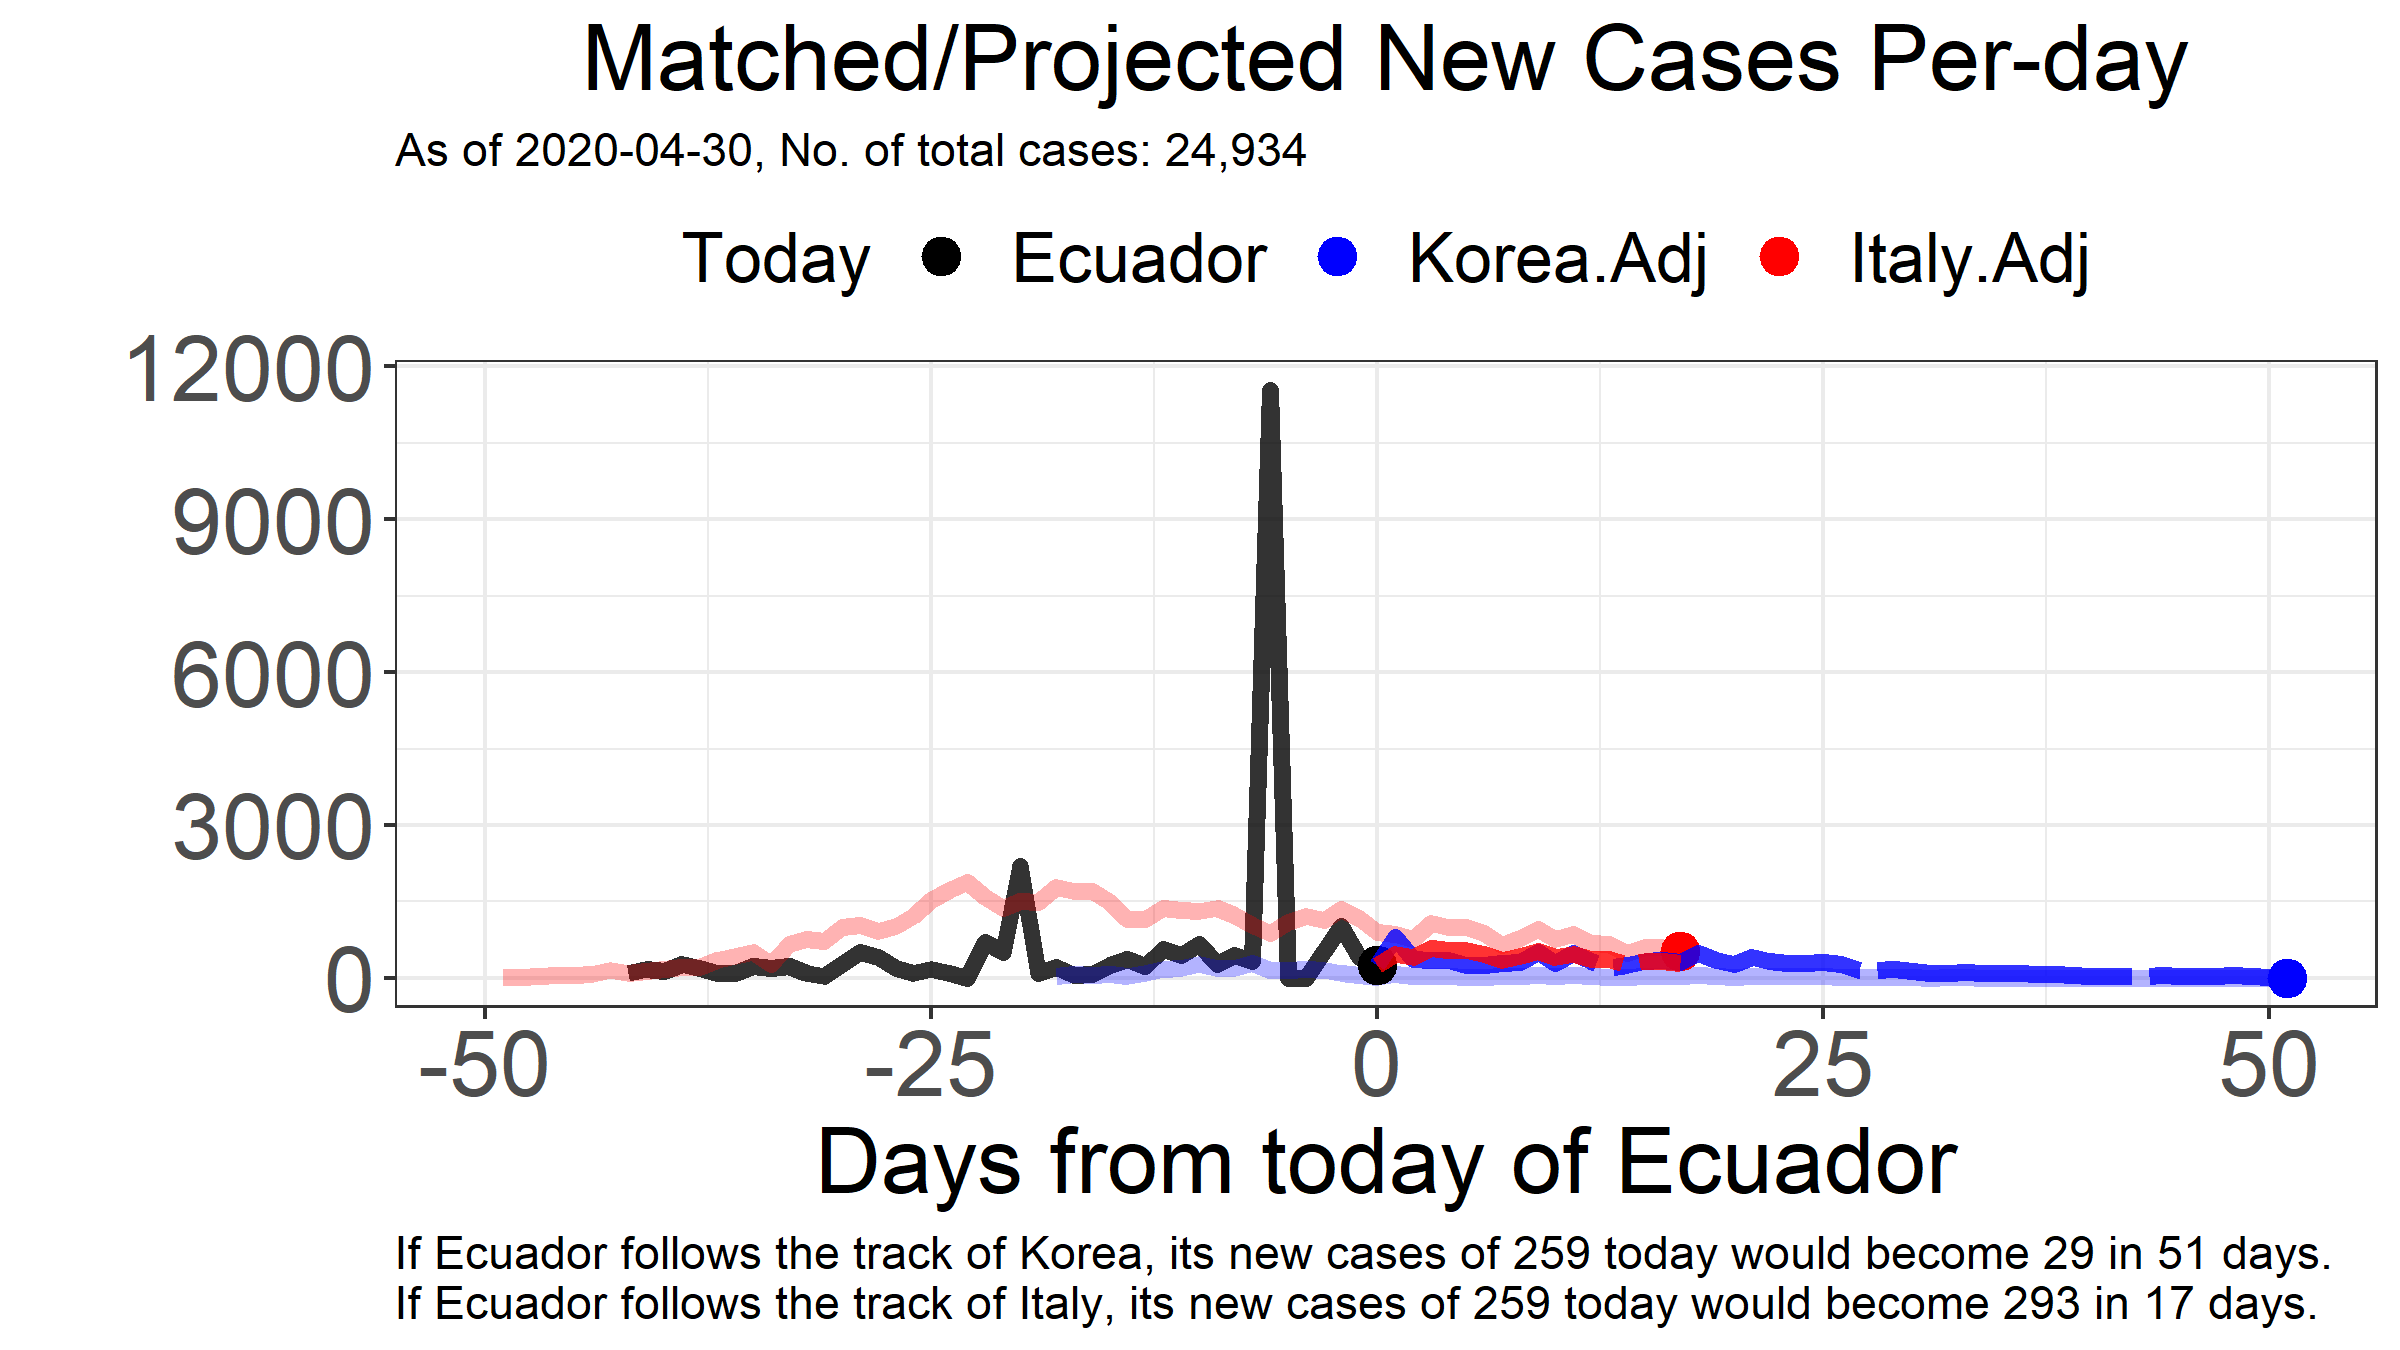 Matched/Projected New Cases Per-day
As of 2020-04-30, No. of total cases: 24,934
Today Ecuador Korea.Adj Italy.Adj
12000
9000
6000
3000
0
-50 -25 0 25 50
Days from today of Ecuador
If Ecuador follows the track of Korea, its new cases of 259 today would become 29 in 51 days.
If Ecuador follows the track of Italy, its new cases of 259 today would become 293 in 17 days.